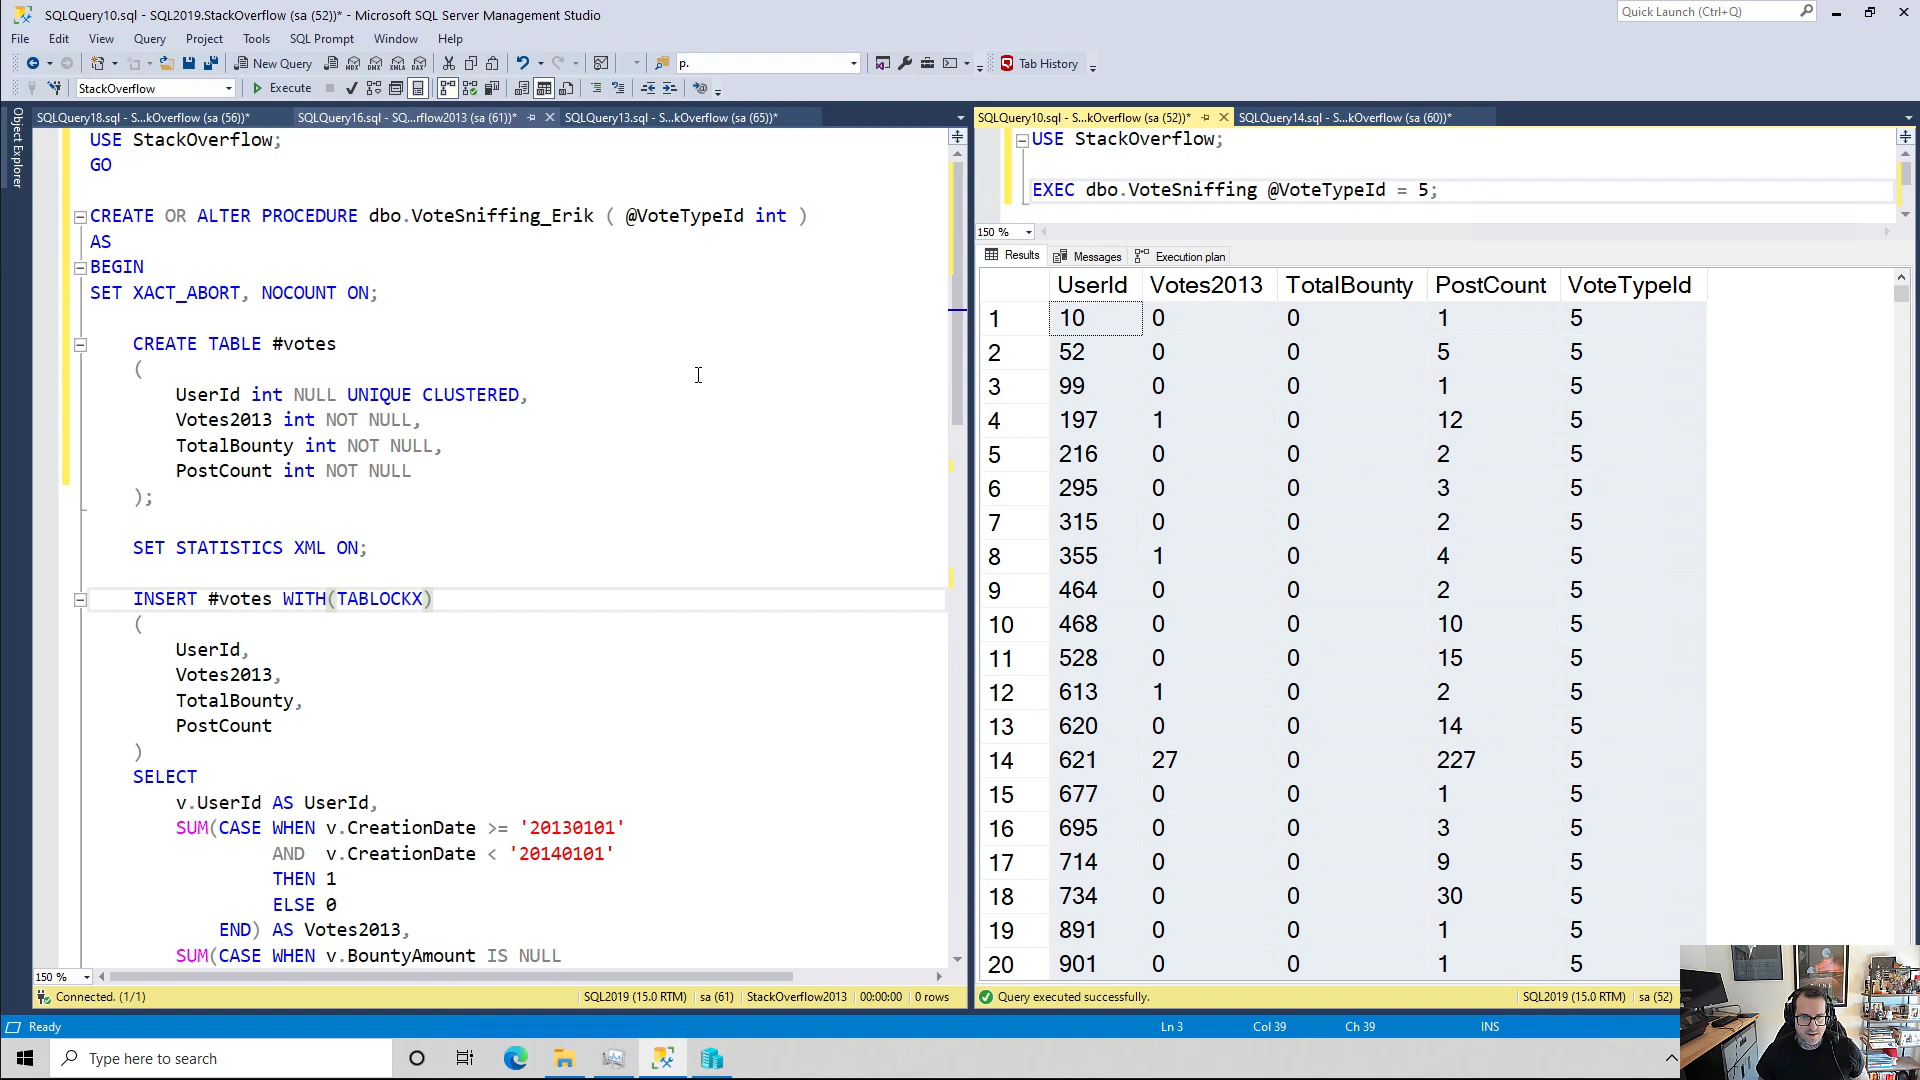 SQLQuery10.sql - SQL2019.StackOverflow (sa (52))* - Microsoft SQL Server Management Studio
Quick Launch (Ctrl+Q)
File Edit View Query Project Tools SQL Prompt Window Help
New Query
MDX DMX XMLA DAX
p.
Tab History
StackOverflow
Execute
Object Explorer
SQLQuery18.sql - S...kOverflow (sa (56))*
SQLQuery16.sql - SQ...rflow2013 (sa (61))*
SQLQuery13.sql - S...kOverflow (sa (65))*
USE StackOverflow;
GO
CREATE OR ALTER PROCEDURE dbo.VoteSniffing_Erik ( @VoteTypeId int )
AS
BEGIN
SET XACT_ABORT, NOCOUNT ON;
CREATE TABLE #votes
(
UserId int NULL UNIQUE CLUSTERED,
Votes2013 int NOT NULL,
TotalBounty int NOT NULL,
PostCount int NOT NULL
);
SET STATISTICS XML ON;
INSERT #votes WITH(TABLOCKX)
(
UserId,
Votes2013,
TotalBounty,
PostCount
)
SELECT
v.UserId AS UserId,
SUM(CASE WHEN v.CreationDate >= '20130101'
AND v.CreationDate < '20140101'
THEN 1
ELSE 0
END) AS Votes2013,
SUM(CASE WHEN v.BountyAmount IS NULL
150 %
Connected. (1/1)
SQL2019 (15.0 RTM) sa (61) StackOverflow2013 00:00:00 0 rows
SQLQuery10.sql - S...kOverflow (sa (52))*
SQLQuery14.sql - S...kOverflow (sa (60))*
USE StackOverflow;
EXEC dbo.VoteSniffing @VoteTypeId = 5;
150 %
Results Messages Execution plan
UserId Votes2013 TotalBounty PostCount VoteTypeId
1 10 0 0 1 5
2 52 0 0 5 5
3 99 0 0 1 5
4 197 1 0 12 5
5 216 0 0 2 5
6 295 0 0 3 5
7 315 0 0 2 5
8 355 1 0 4 5
9 464 0 0 2 5
10 468 0 0 10 5
11 528 0 0 15 5
12 613 1 0 2 5
13 620 0 0 14 5
14 621 27 0 227 5
15 677 0 0 1 5
16 695 0 0 3 5
17 714 0 0 9 5
18 734 0 0 30 5
19 891 0 0 1 5
20 901 0 0 1 5
Query executed successfully.
SQL2019 (15.0 RTM) sa (52)
Ready
Ln 3 Col 39 Ch 39 INS
Type here to search